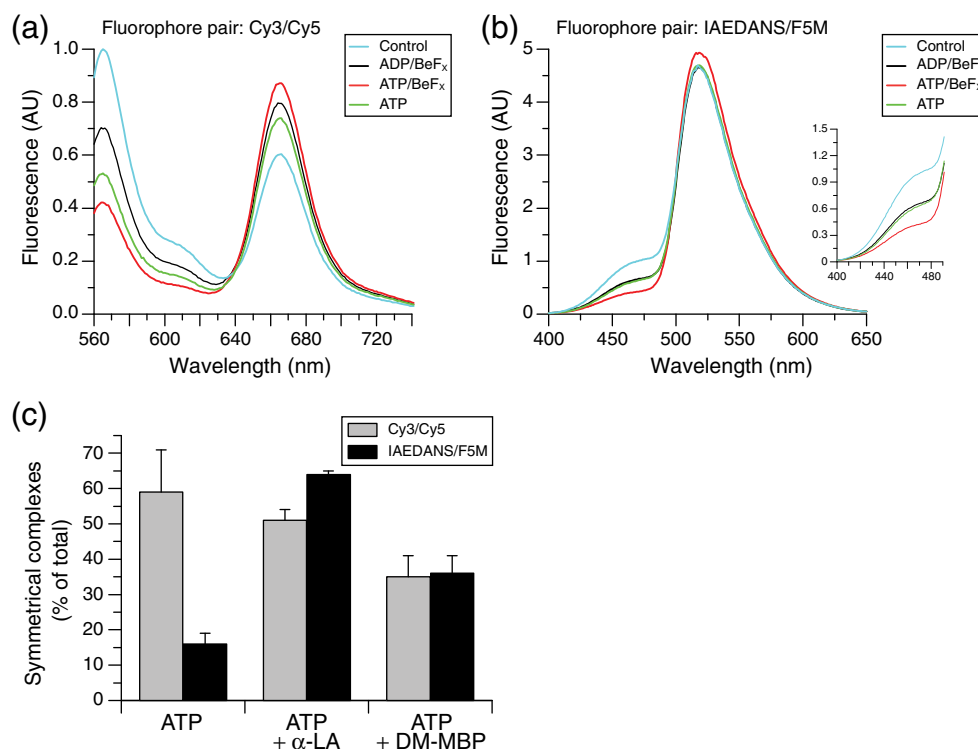 (a) Fluorophore pair: Cy3/Cy5
Control
ADP/BeFx
ATP/BeFx
ATP
Fluorescence (AU)
1.0
0.8
0.6
0.4
0.2
0.0
560 600 640 680 720
Wavelength (nm)
(b) Fluorophore pair: IAEDANS/F5M
Control
ADP/BeF
ATP/BeFx
ATP
Fluorescence (AU)
5
4
3
2
1
0
400 450 500 550 600 650
Wavelength (nm)
1.5
1.2
0.9
0.6
0.3
0
400 440 480
(c)
Cy3/Cy5
IAEDANS/F5M
Symmetrical complexes
(% of total)
70
60
50
40
30
20
10
0
ATP
ATP
+ α-LA
ATP
+ DM-MBP